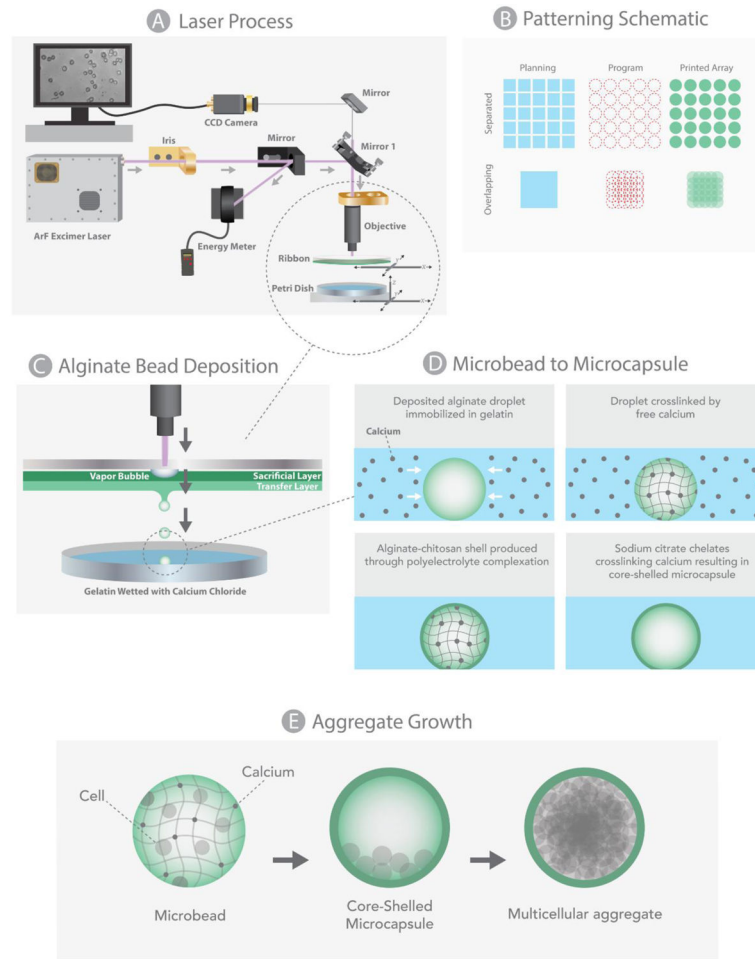 A Laser Process
CCD Camera
Mirror
Iris
Mirror
Mirror 1
ArF Excimer Laser
Energy Meter
Objective
Ribbon
Petri Dish
B Patterning Schematic
Planning
Program
Printed Array
Separated
Overlapping
C Alginate Bead Deposition
Vapor Bubble
Sacrificial Layer
Transfer Layer
Gelatin Wetted with Calcium Chloride
D Microbead to Microcapsule
Deposited alginate droplet
immobilized in gelatin
Calcium
Droplet crosslinked by
free calcium
Alginate-chitosan shell produced
through polyelectrolyte complexation
Sodium citrate chelates
crosslinking calcium resulting in
core-shelled microcapsule
E Aggregate Growth
Cell
Calcium
Microbead
Core-Shelled
Microcapsule
Multicellular aggregate